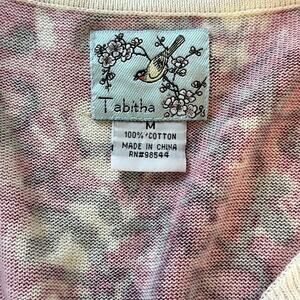 Tabitha
M
100% COTTON
MADE IN CHINA
RN#98544